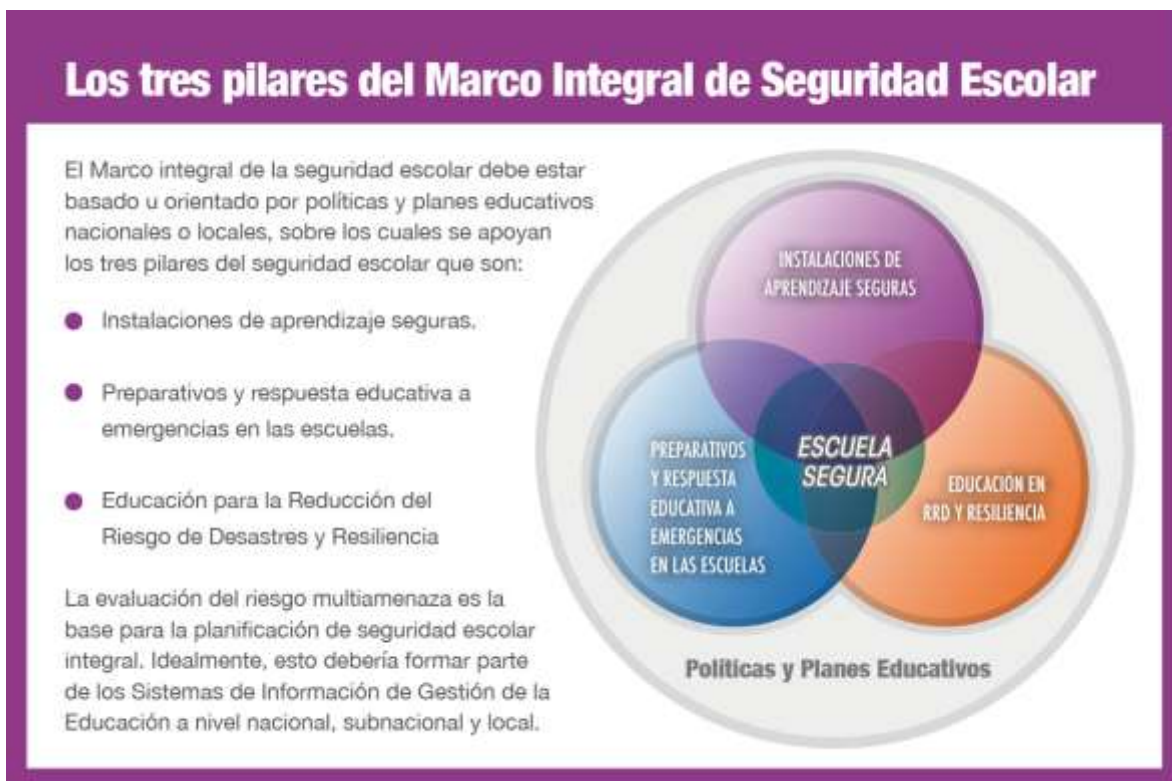 Los tres pilares del Marco Integral de Seguridad Escolar
El Marco integral de la seguridad escolar debe estar
basado u orientado por políticas y planes educativos
nacionales o locales, sobre los cuales se apoyan
los tres pilares del seguridad escolar que son:
Instalaciones de aprendizaje seguras.
Preparativos y respuesta educativa a
emergencias en las escuelas.
Educación para la Reducción del
Riesgo de Desastres y Resiliencia
La evaluación del riesgo multiamenaza es la
base para la planificación de seguridad escolar
integral. Idealmente, esto debería formar parte
de los Sistemas de Información de Gestión de la
Educación a nivel nacional, subnacional y local.
INSTALACIONES DE
APRENDIZAJE SEGURAS
PREPARATIVOS
Y RESPUESTA
EDUCATIVA A
EMERGENCIAS
EN LAS ESCUELAS
ESCUELA
SEGURA
EDUCACIÓN EN
RRD Y RESILIENCIA
Políticas y Planes Educativos